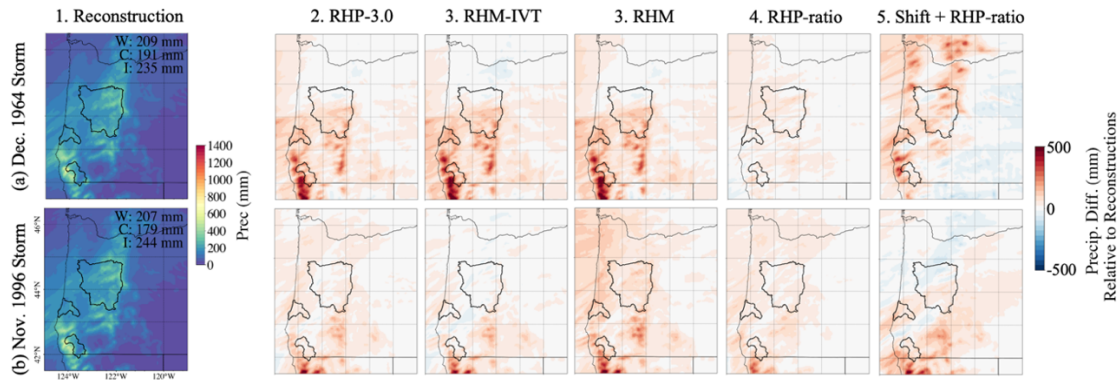 1. Reconstruction
2. RHP-3.0
3. RHM-IVT
3. RHM
4. RHP-ratio
5. Shift + RHP-ratio
(a) Dec. 1964 Storm
W: 209 mm
C: 191 mm
I: 235 mm
(b) Nov. 1996 Storm
W: 207 mm
C: 179 mm
I: 244 mm
1400
1200
1000
800
600
400
200
0
Prec (mm)
500
0
-500
Precip. Diff. (mm)
Relative to Reconstructions
46°N
44°N
42°N
124°W
122°W
120°W